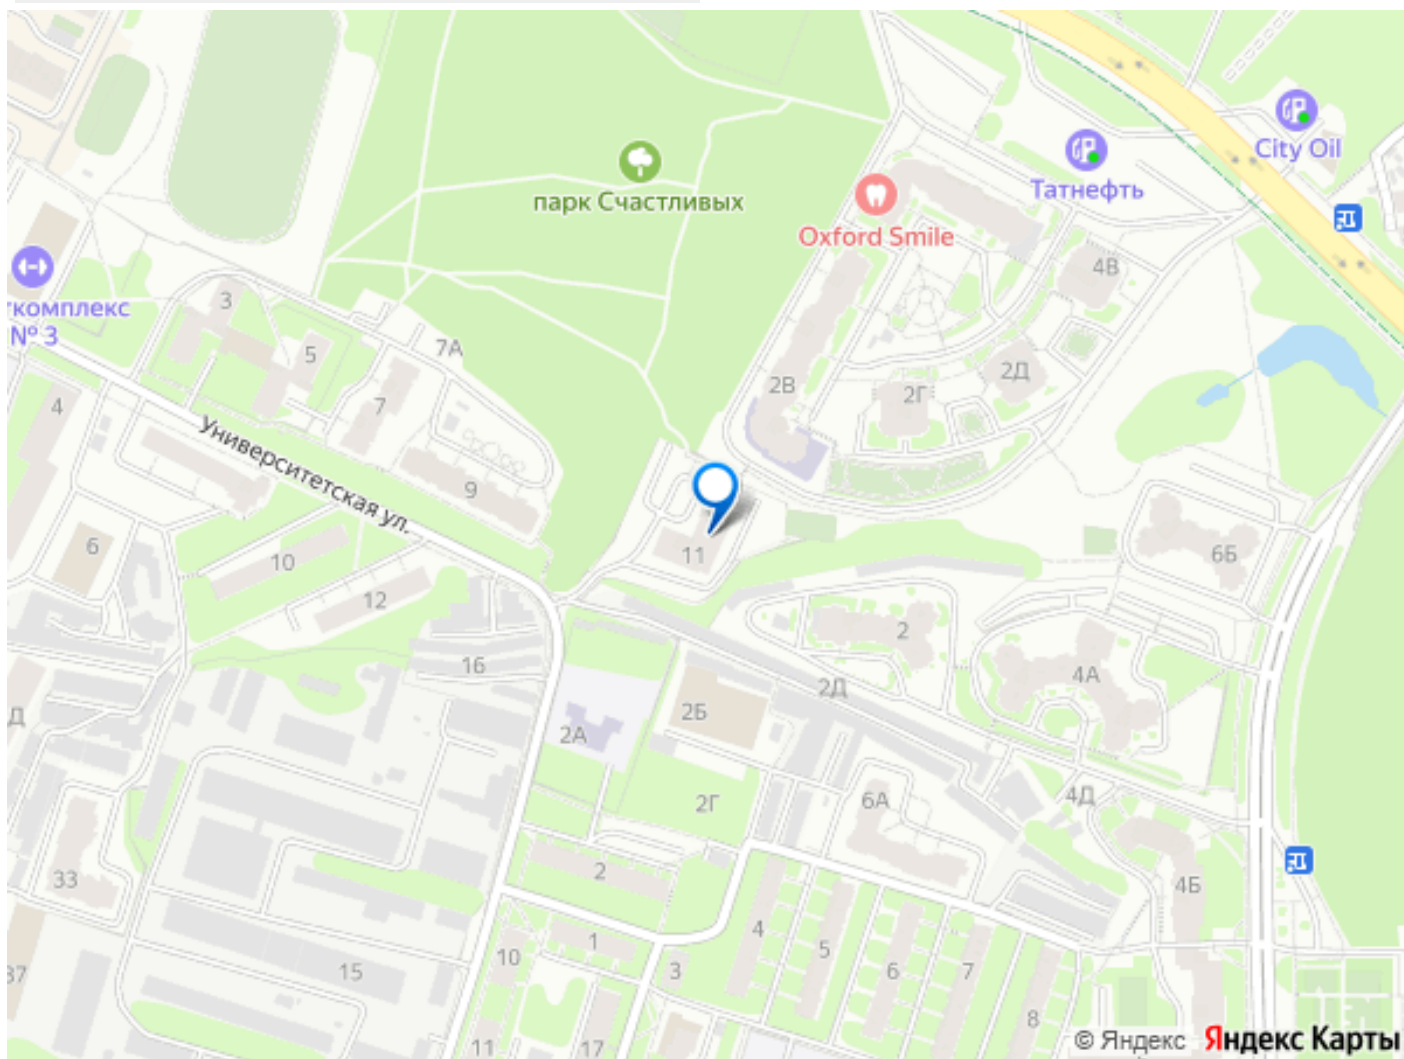 City Oil
Татнефть
парк Счастливых
Oxford Smile
4В
3
ткомплекс
№ 3
7А
5
2Д
2В
2Г
4
7
Университетская ул.
9
6
11
6Б
10
12
2
16
4А
2Д
Д
2Б
2А
4Д
2Г
6А
33
2
4Б
4
1
5
10
15
3
6
7
37
8
11
17
© Яндекс Яндекс Карты